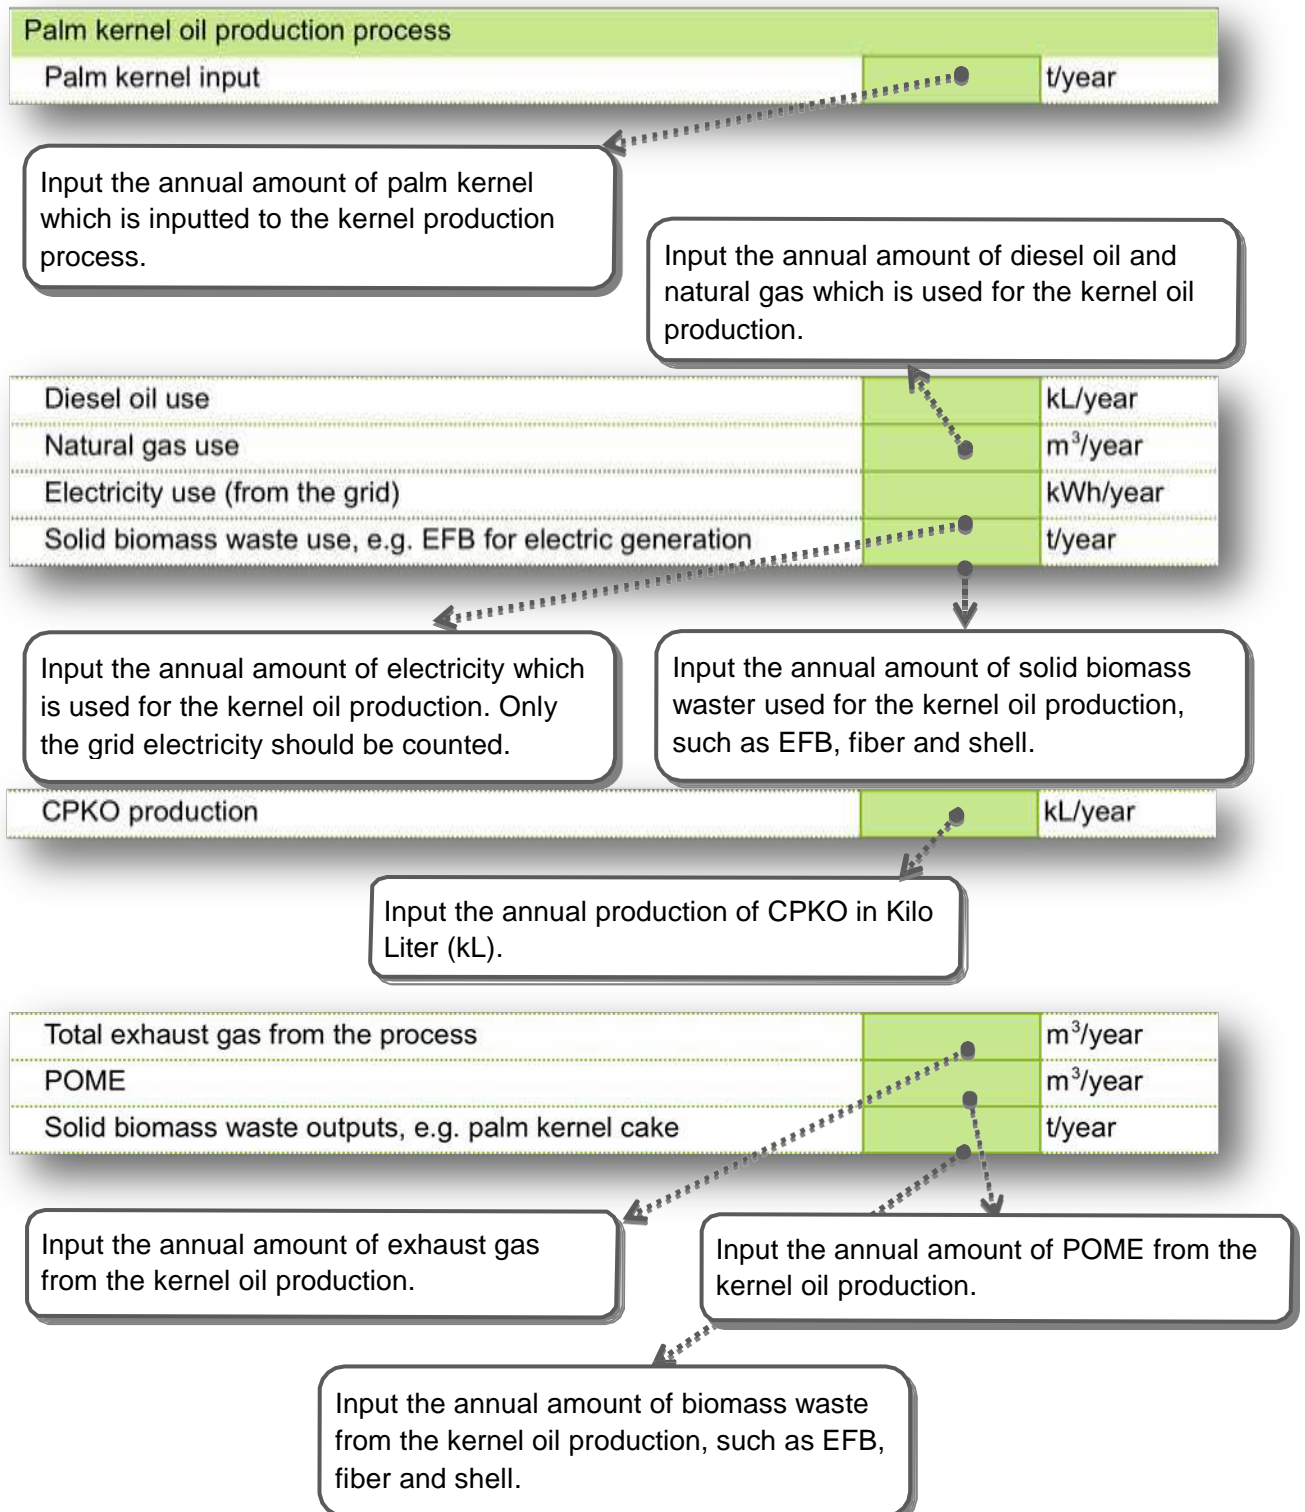 Palm kernel oil production process
Palm kernel input t/year
Input the annual amount of palm kernel
which is inputted to the kernel production
process.
Input the annual amount of diesel oil and
natural gas which is used for the kernel oil
production.
Diesel oil use kL/year
Natural gas use m³/year
Electricity use (from the grid) kWh/year
Solid biomass waste use, e.g. EFB for electric generation t/year
Input the annual amount of electricity which
is used for the kernel oil production. Only
the grid electricity should be counted.
Input the annual amount of solid biomass
waster used for the kernel oil production,
such as EFB, fiber and shell.
CPKO production kL/year
Input the annual production of CPKO in Kilo
Liter (kL).
Total exhaust gas from the process m³/year
POME m³/year
Solid biomass waste outputs, e.g. palm kernel cake t/year
Input the annual amount of exhaust gas
from the kernel oil production.
Input the annual amount of POME from the
kernel oil production.
Input the annual amount of biomass waste
from the kernel oil production, such as EFB,
fiber and shell.